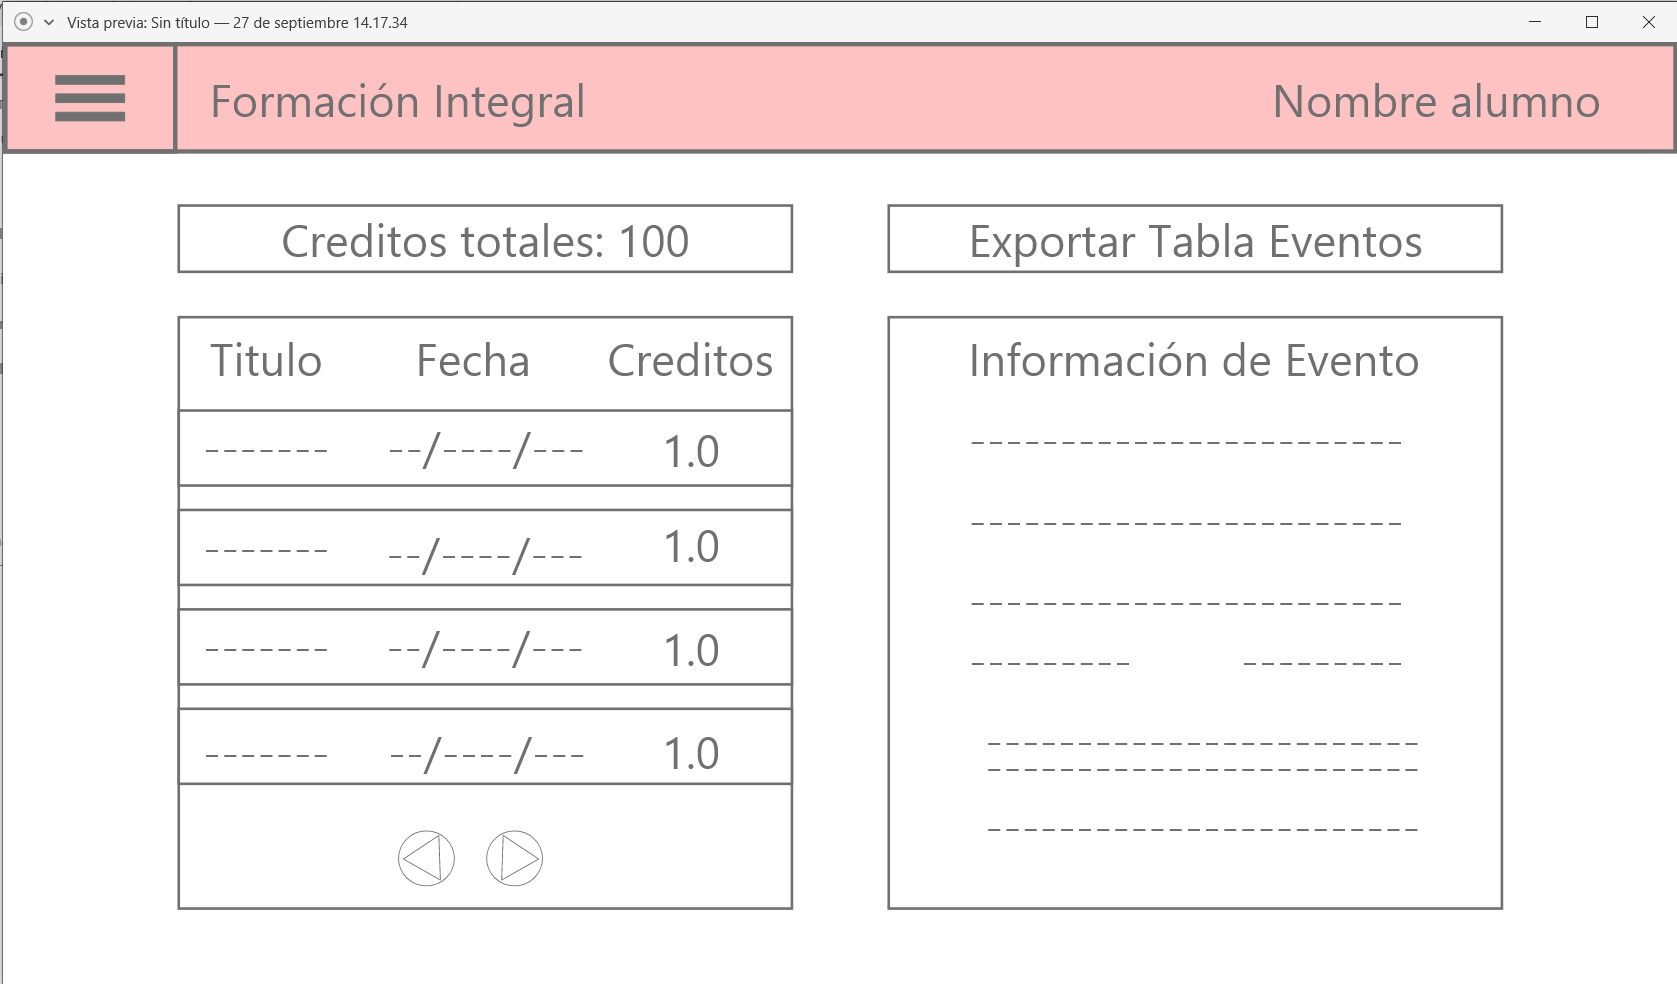 Vista previa: Sin título — 27 de septiembre 14.17.34
Formación Integral
Nombre alumno
Creditos totales: 100
Exportar Tabla Eventos
Titulo Fecha Creditos
------- --/----/--- 1.0
------- --/----/--- 1.0
------- --/----/--- 1.0
------- --/----/--- 1.0
Información de Evento
------------------------
------------------------
------------------------
--------- ---------
------------------------
------------------------
------------------------